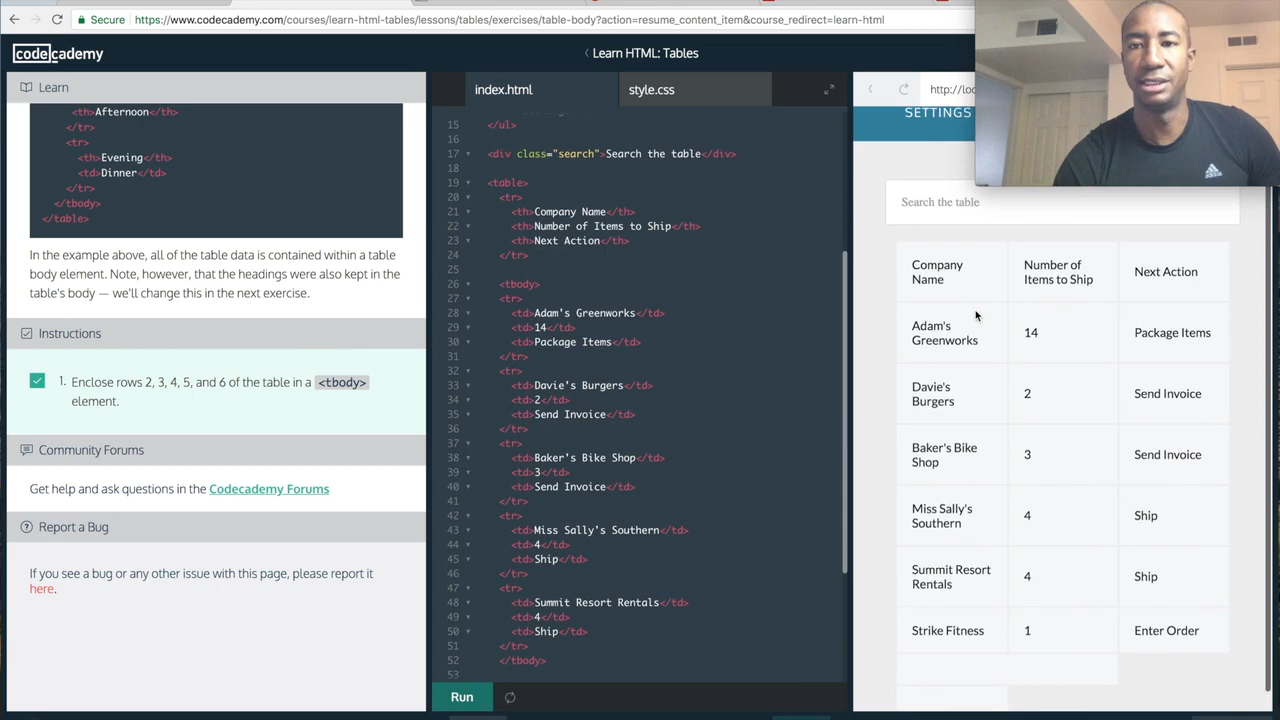 Secure
https://www.codecademy.com/courses/learn-html-tables/lessons/tables/exercises/table-body?action=resume_content_item&course_redirect=learn-html
codecademy
Learn HTML: Tables
Learn
<th>Afternoon</th>
</tr>
<tr>
<th>Evening</th>
<td>Dinner</td>
</tr>
</tbody>
</table>
In the example above, all of the table data is contained within a table
body element. Note, however, that the headings were also kept in the
table's body — we'll change this in the next exercise.
Instructions
1. Enclose rows 2, 3, 4, 5, and 6 of the table in a <tbody>
element.
Community Forums
Get help and ask questions in the Codecademy Forums
Report a Bug
If you see a bug or any other issue with this page, please report it
here.
index.html
style.css
15 </ul>
16
17 <div class="search">Search the table</div>
18
19 <table>
20 <tr>
21 <th>Company Name</th>
22 <th>Number of Items to Ship</th>
23 <th>Next Action</th>
24 </tr>
25
26 <tbody>
27 <tr>
28 <td>Adam's Greenworks</td>
29 <td>14</td>
30 <td>Package Items</td>
31 </tr>
32 <tr>
33 <td>Davie's Burgers</td>
34 <td>2</td>
35 <td>Send Invoice</td>
36 </tr>
37 <tr>
38 <td>Baker's Bike Shop</td>
39 <td>3</td>
40 <td>Send Invoice</td>
41 </tr>
42 <tr>
43 <td>Miss Sally's Southern</td>
44 <td>4</td>
45 <td>Ship</td>
46 </tr>
47 <tr>
48 <td>Summit Resort Rentals</td>
49 <td>4</td>
50 <td>Ship</td>
51 </tr>
52 </tbody>
53
Run
SETTINGS
Search the table
Company
Name
Number of
Items to Ship
Next Action
Adam's
Greenworks
14
Package Items
Davie's
Burgers
2
Send Invoice
Baker's Bike
Shop
3
Send Invoice
Miss Sally's
Southern
4
Ship
Summit Resort
Rentals
4
Ship
Strike Fitness
1
Enter Order